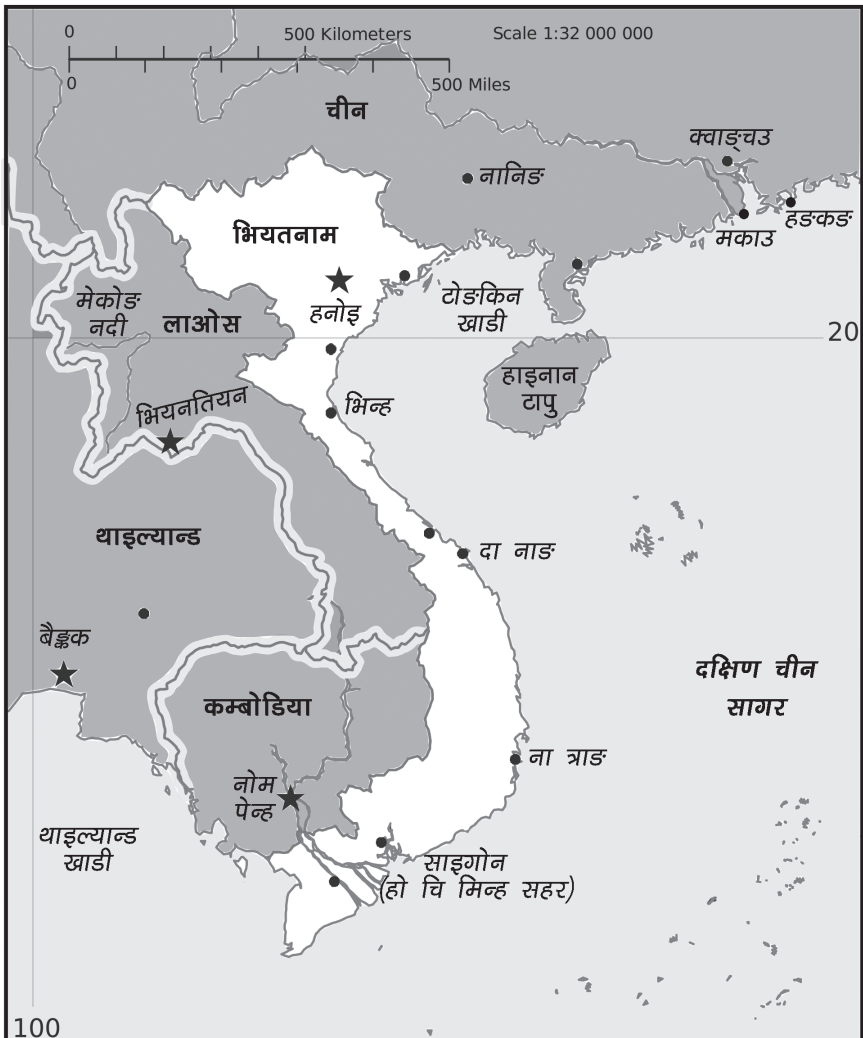 0
500 Kilometers
Scale 1:32 000 000
0
500 Miles
चीन
क्वाङ्चउ
नानिङ
हङकङ
मकाउ
भियतनाम
हनोइ
टोङकिन
खाडी
मेकोङ
नदी
लाओस
20
हाइनान
टापु
भियनतियन
भिन्ह
थाइल्यान्ड
दा नाङ
बैङ्कक
दक्षिण चीन
सागर
कम्बोडिया
ना त्राङ
नोम
पेन्ह
थाइल्यान्ड
खाडी
साइगोन
(हो चि मिन्ह सहर)
100